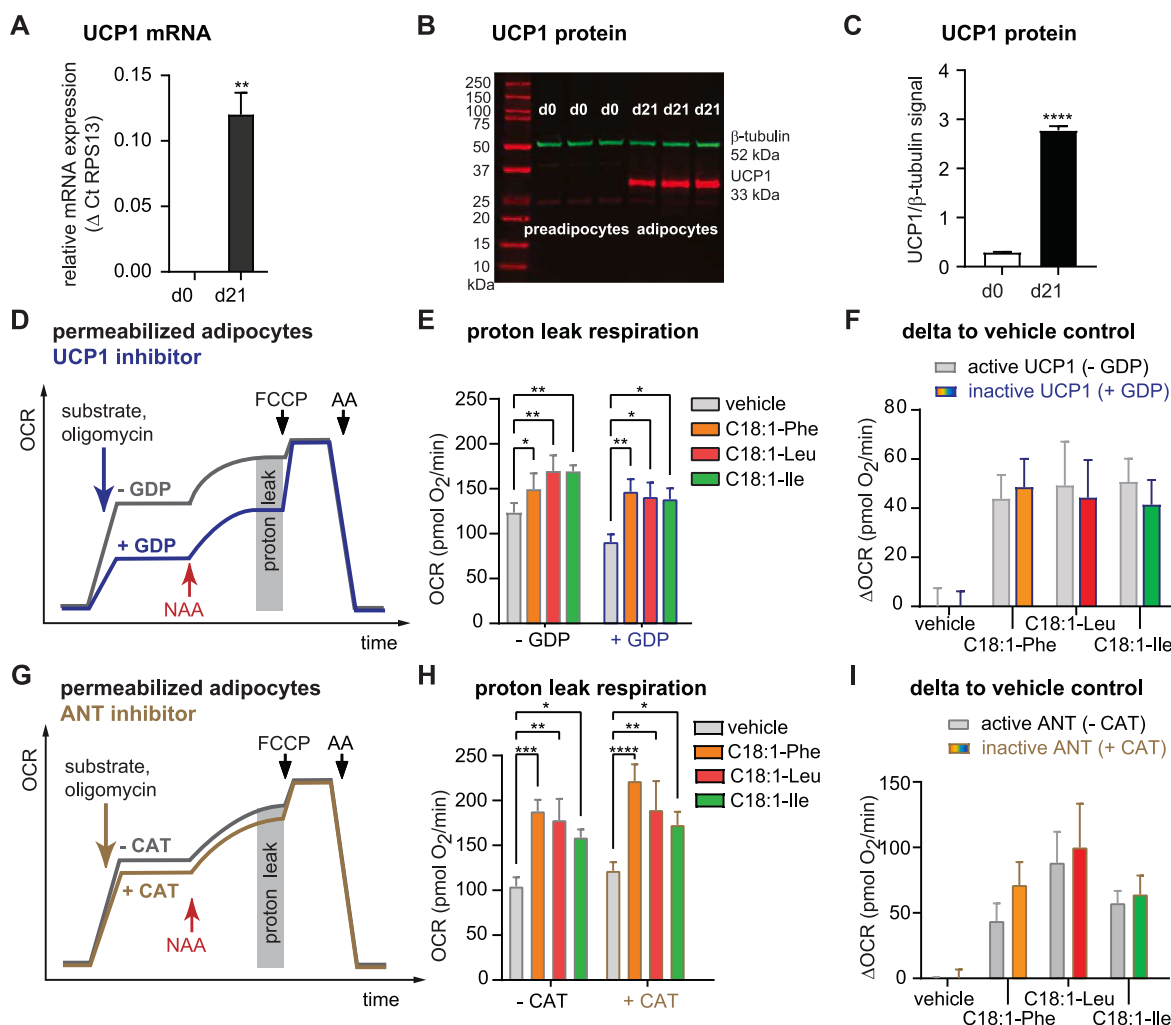 A
UCP1 mRNA
relative mRNA expression
(Δ Ct RPS13)
0.15
0.10
0.05
0.00
**
d0
d21
B
UCP1 protein
250
150
100
75
50
37
25
20
15
10
kDa
d0 d0 d0 d21 d21 d21
β-tubulin
52 kDa
UCP1
33 kDa
preadipocytes adipocytes
C
UCP1 protein
UCP1/β-tubulin signal
4
3
2
1
0
****
d0
d21
D
permeabilized adipocytes
UCP1 inhibitor
OCR
substrate,
oligomycin
FCCP
AA
- GDP
+ GDP
NAA
proton leak
time
E
proton leak respiration
OCR (pmol O2/min)
250
200
150
100
50
0
**
**
*
*
*
**
vehicle
C18:1-Phe
C18:1-Leu
C18:1-Ile
- GDP
+ GDP
F
delta to vehicle control
active UCP1 (- GDP)
inactive UCP1 (+ GDP)
ΔOCR (pmol O2/min)
80
60
40
20
0
vehicle
C18:1-Phe
C18:1-Leu
C18:1-Ile
G
permeabilized adipocytes
ANT inhibitor
OCR
substrate,
oligomycin
FCCP
AA
- CAT
+ CAT
NAA
proton leak
time
H
proton leak respiration
OCR (pmol O2/min)
250
200
150
100
50
0
*
**
***
*
**
****
vehicle
C18:1-Phe
C18:1-Leu
C18:1-Ile
- CAT
+ CAT
I
delta to vehicle control
active ANT (- CAT)
inactive ANT (+ CAT)
ΔOCR (pmol O2/min)
150
100
50
0
vehicle
C18:1-Phe
C18:1-Leu
C18:1-Ile